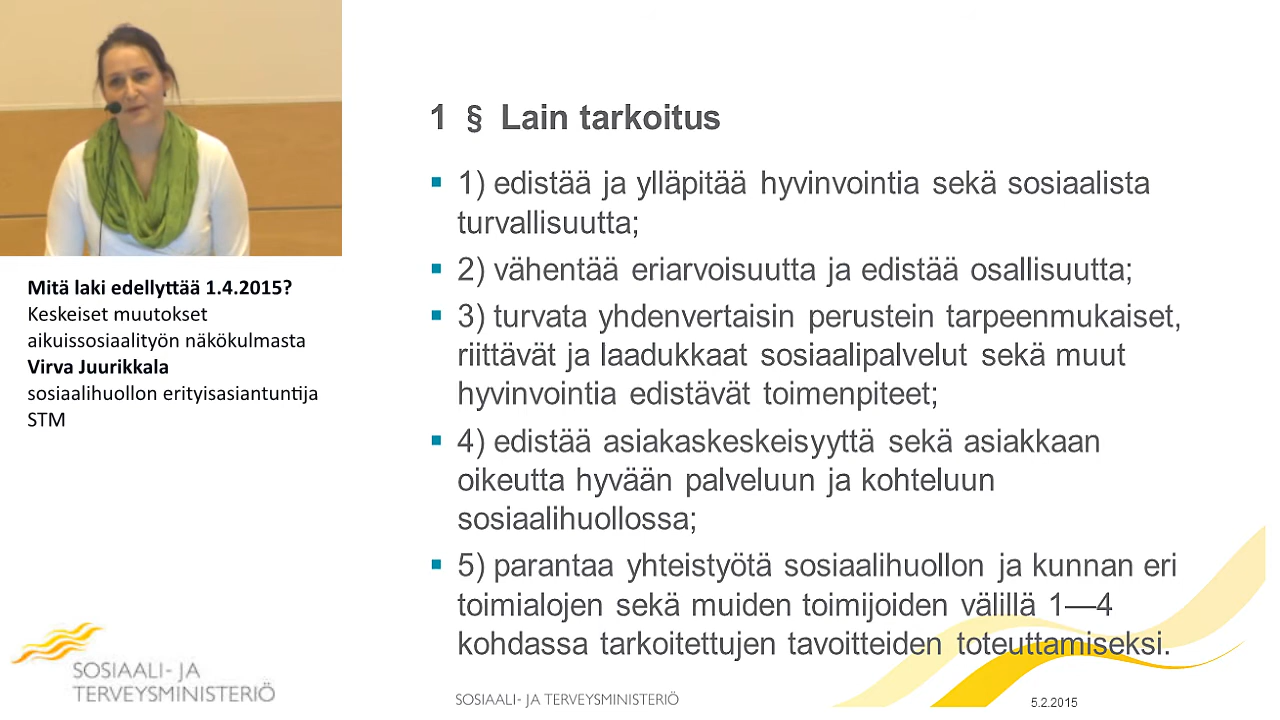 1 § Lain tarkoitus
1) edistää ja ylläpitää hyvinvointia sekä sosiaalista
turvallisuutta;
2) vähentää eriarvoisuutta ja edistää osallisuutta;
3) turvata yhdenvertaisin perustein tarpeenmukaiset,
riittävät ja laadukkaat sosiaalipalvelut sekä muut
hyvinvointia edistävät toimenpiteet;
4) edistää asiakaskeskeisyyttä sekä asiakkaan
oikeutta hyvään palveluun ja kohteluun
sosiaalihuollossa;
5) parantaa yhteistyötä sosiaalihuollon ja kunnan eri
toimialojen sekä muiden toimijoiden välillä 1—4
kohdassa tarkoitettujen tavoitteiden toteuttamiseksi.
Mitä laki edellyttää 1.4.2015?
Keskeiset muutokset
aikuissosiaalityön näkökulmasta
Virva Juurikkala
sosiaalihuollon erityisasiantuntija
STM
SOSIAALI- JA
TERVEYSMINISTERIÖ
SOSIAALI- JA TERVEYSMINISTERIÖ
5.2.2015